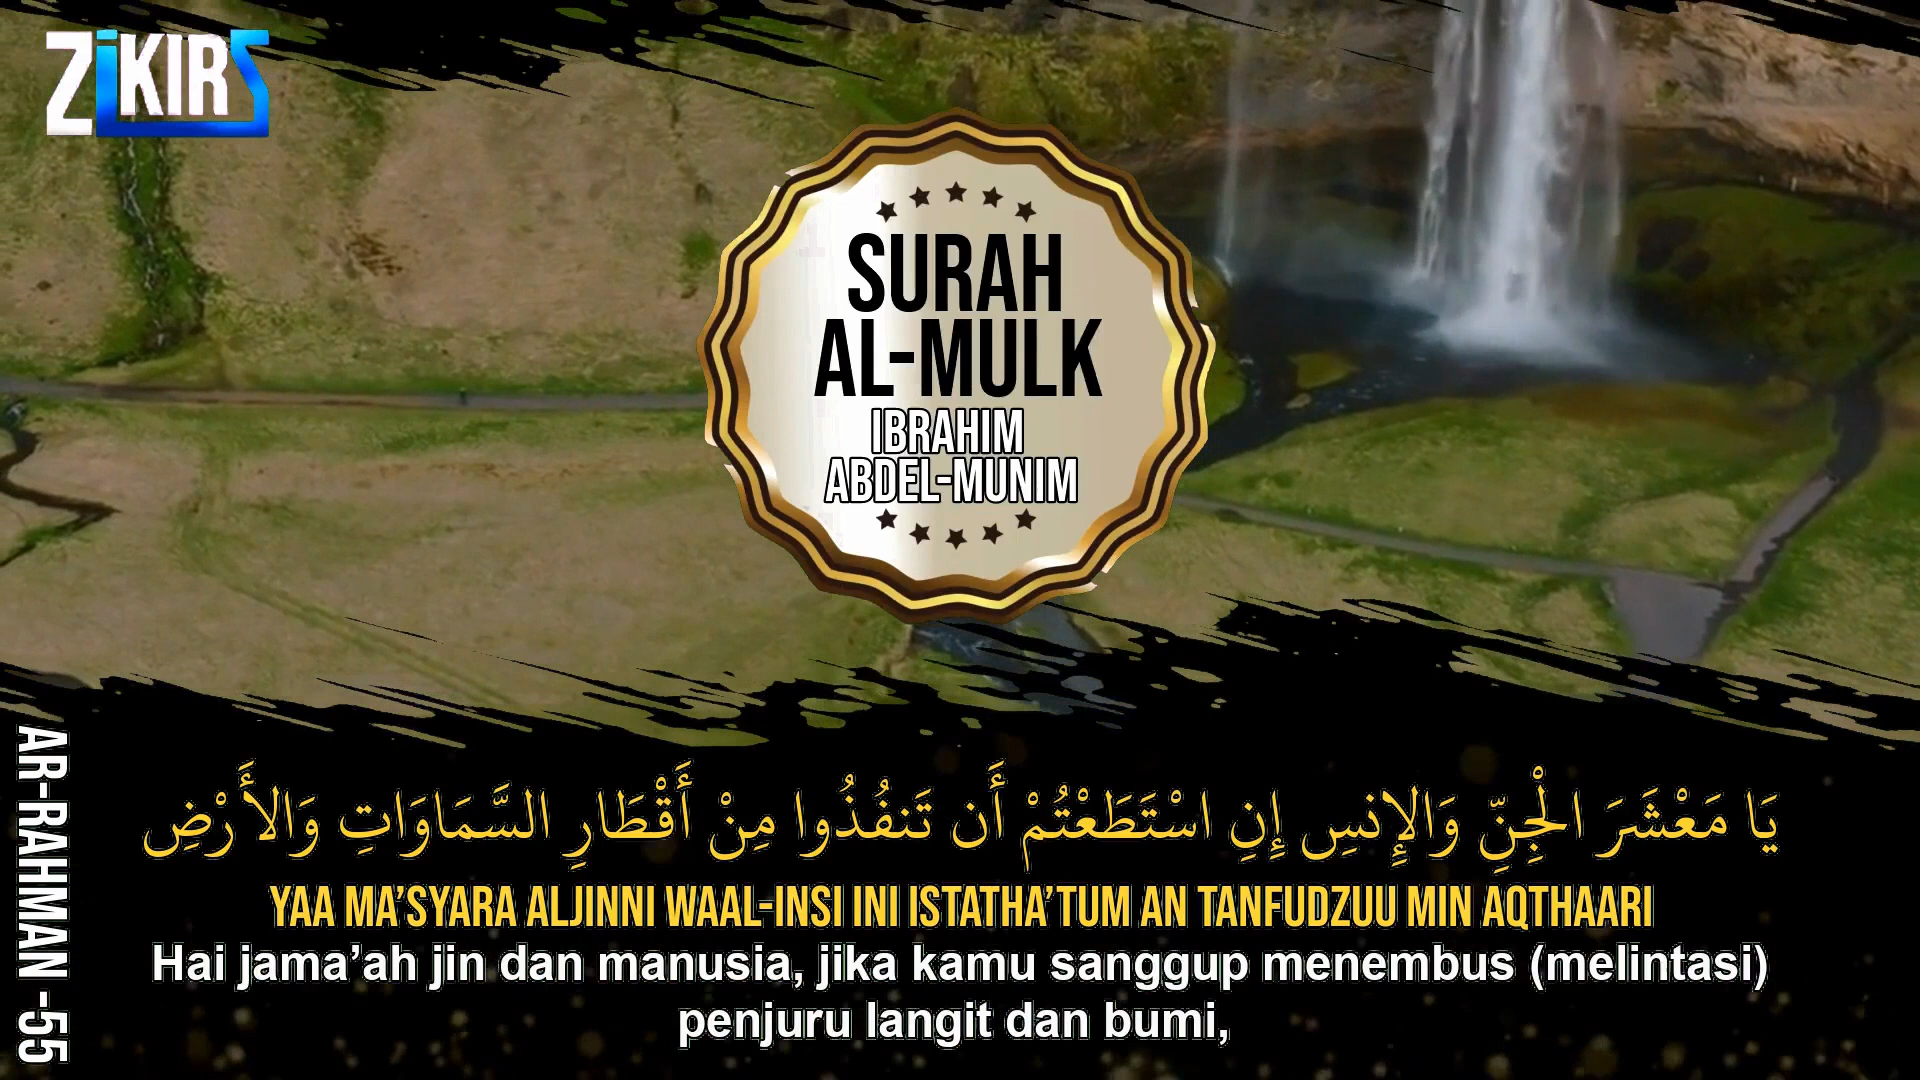 ZIKIRS
SURAH
AL-MULK
IBRAHIM
ABDEL-MUNIM
AR-RAHMAN -55
يَا مَعْشَرَ الْجِنِّ وَالإِنسِ إِنِ اسْتَطَعْتُمْ أَن تَنفُذُوا مِنْ أَقْطَارِ السَّمَاوَاتِ وَالأَرْضِ
YAA MA’SYARA ALJINNI WAAL-INSI INI ISTATHA’TUM AN TANFUDZUU MIN AQTHAARI
Hai jama’ah jin dan manusia, jika kamu sanggup menembus (melintasi)
penjuru langit dan bumi,